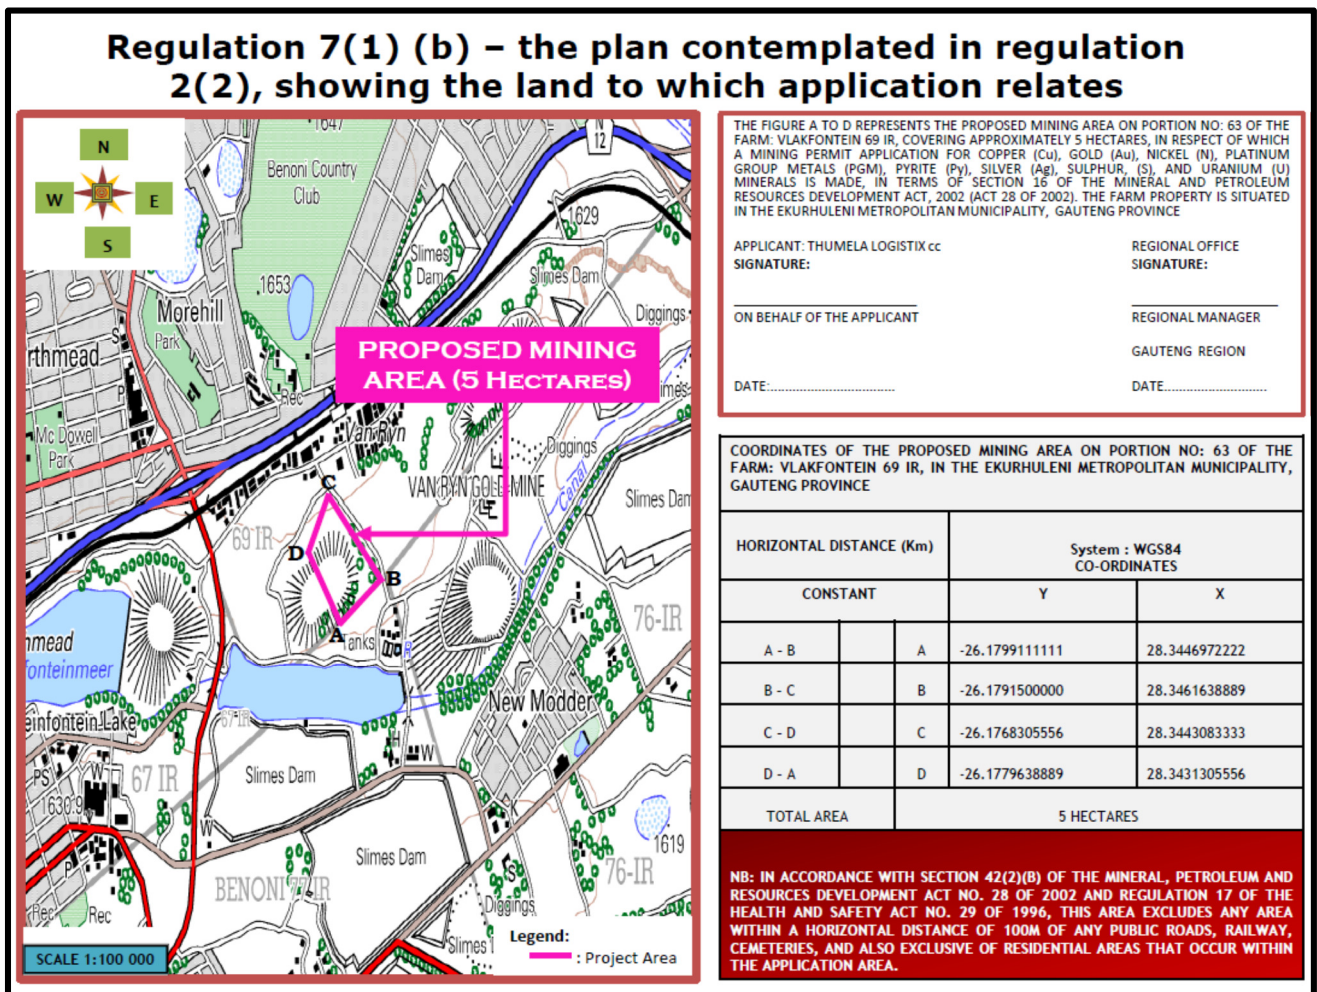 Regulation 7(1) (b) – the plan contemplated in regulation
2(2), showing the land to which application relates
N
W
E
S
1647
Benoni Country
Club
N
12
1629
Slimes
Dam
Slimes Dam
1653
Diggings
Morehill
Park
S
rthmead
P
Rec
PROPOSED MINING
AREA (5 HECTARES)
Mc Dowell
Park
Van Ryn
Diggings
VAN RYN GOLD MINE
Canal
Slimes Dam
C
69 IR
D
B
A
Tanks
76-IR
nmead
fonteinmeer
New Modder
einfontein Lake
67 IR
H
W
PS
W
67 IR
Slimes Dam
1630.9
W
P
Slimes Dam
1619
BENONI 77 IR
S
76-IR
Rec
Rec
Diggings
Slimes
Legend:
: Project Area
SCALE 1:100 000
THE FIGURE A TO D REPRESENTS THE PROPOSED MINING AREA ON PORTION NO: 63 OF THE
FARM: VLAKFONTEIN 69 IR, COVERING APPROXIMATELY 5 HECTARES, IN RESPECT OF WHICH
A MINING PERMIT APPLICATION FOR COPPER (Cu), GOLD (Au), NICKEL (N), PLATINUM
GROUP METALS (PGM), PYRITE (Py), SILVER (Ag), SULPHUR, (S), AND URANIUM (U)
MINERALS IS MADE, IN TERMS OF SECTION 16 OF THE MINERAL AND PETROLEUM
RESOURCES DEVELOPMENT ACT, 2002 (ACT 28 OF 2002). THE FARM PROPERTY IS SITUATED
IN THE EKURHULENI METROPOLITAN MUNICIPALITY, GAUTENG PROVINCE
APPLICANT: THUMELA LOGISTIX cc
REGIONAL OFFICE
SIGNATURE:
SIGNATURE:
ON BEHALF OF THE APPLICANT
REGIONAL MANAGER
GAUTENG REGION
DATE:...............................
DATE..........................
COORDINATES OF THE PROPOSED MINING AREA ON PORTION NO: 63 OF THE
FARM: VLAKFONTEIN 69 IR, IN THE EKURHULENI METROPOLITAN MUNICIPALITY,
GAUTENG PROVINCE
HORIZONTAL DISTANCE (Km)
System : WGS84
CO-ORDINATES
CONSTANT Y X
A - B A -26.1799111111 28.3446972222
B - C B -26.1791500000 28.3461638889
C - D C -26.1768305556 28.3443083333
D - A D -26.1779638889 28.3431305556
TOTAL AREA 5 HECTARES
NB: IN ACCORDANCE WITH SECTION 42(2)(B) OF THE MINERAL, PETROLEUM AND
RESOURCES DEVELOPMENT ACT NO. 28 OF 2002 AND REGULATION 17 OF THE
HEALTH AND SAFETY ACT NO. 29 OF 1996, THIS AREA EXCLUDES ANY AREA
WITHIN A HORIZONTAL DISTANCE OF 100M OF ANY PUBLIC ROADS, RAILWAY,
CEMETERIES, AND ALSO EXCLUSIVE OF RESIDENTIAL AREAS THAT OCCUR WITHIN
THE APPLICATION AREA.